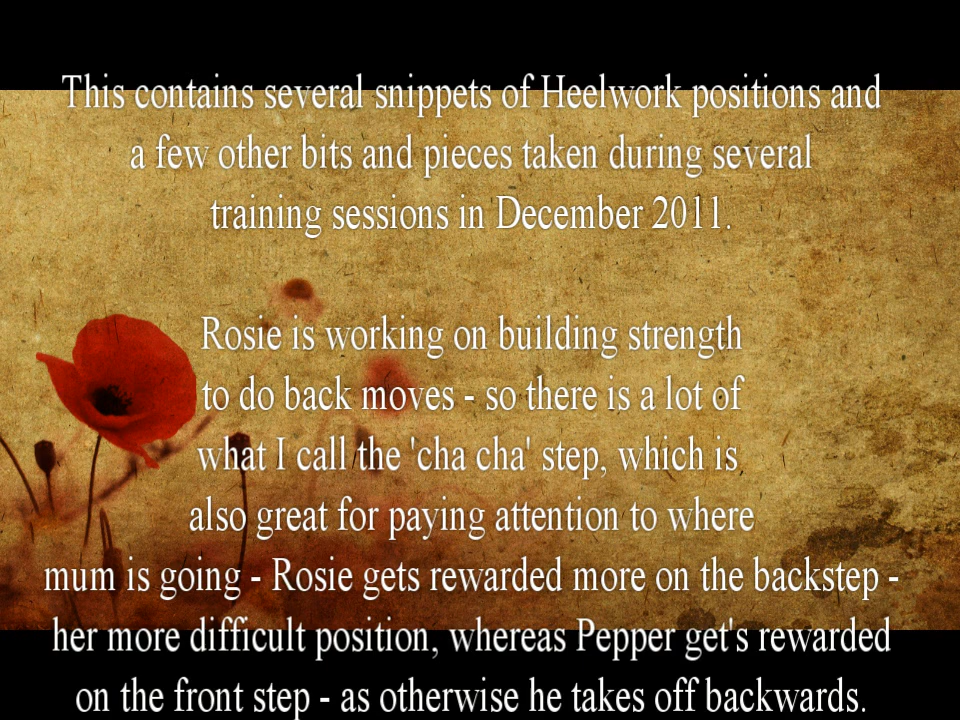 This contains several snippets of Heelwork positions and
a few other bits and pieces taken during several
training sessions in December 2011.
Rosie is working on building strength
to do back moves - so there is a lot of
what I call the 'cha cha' step, which is
also great for paying attention to where
mum is going - Rosie gets rewarded more on the backstep -
her more difficult position, whereas Pepper get's rewarded
on the front step - as otherwise he takes off backwards.